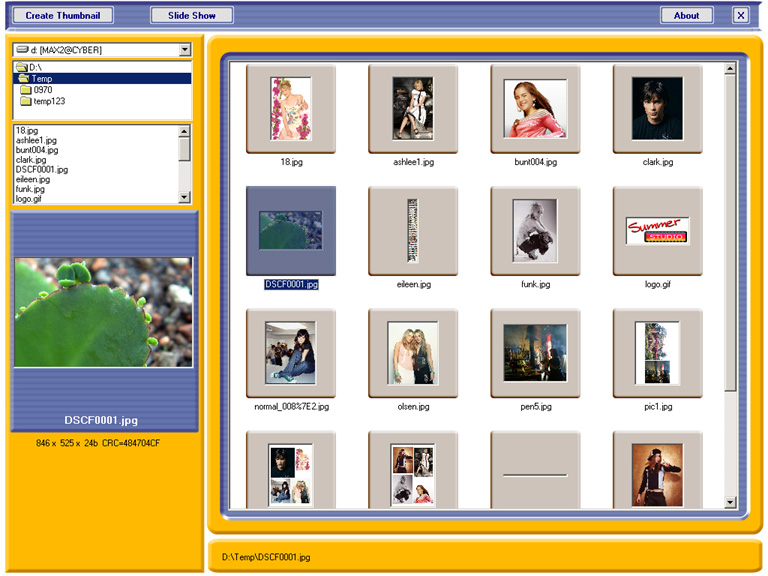 Create Thumbnail
Slide Show
About
X
d: [MAX2@CYBER]
D:\
Temp
0970
temp123
18.jpg
ashlee1.jpg
bunt004.jpg
clark.jpg
DSCF0001.jpg
eileen.jpg
funk.jpg
logo.gif
DSCF0001.jpg
846 x 525 x 24b CRC=484704CF
18.jpg
ashlee1.jpg
bunt004.jpg
clark.jpg
DSCF0001.jpg
eileen.jpg
funk.jpg
Summer
STUDIO
logo.gif
normal_008%7E2.jpg
olsen.jpg
pen5.jpg
pic1.jpg
D:\Temp\DSCF0001.jpg